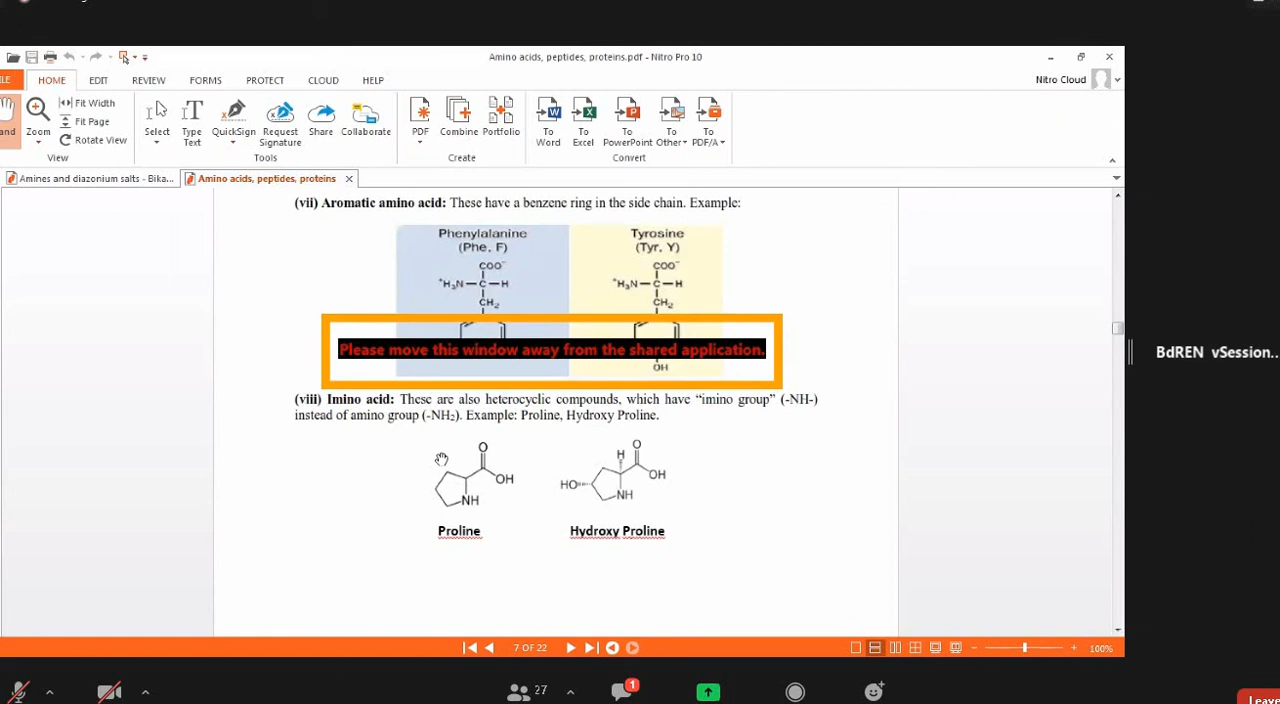 Amino acids, peptides, proteins.pdf - Nitro Pro 10
HOME EDIT REVIEW FORMS PROTECT CLOUD HELP
Nitro Cloud
Zoom
Fit Width
Fit Page
Rotate View
View
Select
Type Text
QuickSign
Request Signature
Share
Collaborate
Tools
PDF
Combine
Portfolio
Create
To Word
To Excel
To PowerPoint
To Other
To PDF/A
Convert
Amines and diazonium salts - Bika...
Amino acids, peptides, proteins
(vii) Aromatic amino acid: These have a benzene ring in the side chain. Example:
Phenylalanine
(Phe, F)
COO⁻
⁺H₃N—C—H
CH₂
Tyrosine
(Tyr, Y)
COO⁻
⁺H₃N—C—H
CH₂
OH
Please move this window away from the shared application.
(viii) Imino acid: These are also heterocyclic compounds, which have “imino group” (-NH-)
instead of amino group (-NH₂). Example: Proline, Hydroxy Proline.
O
OH
NH
Proline
H
O
OH
HO
NH
Hydroxy Proline
7 OF 22
100%
BdREN vSession...
27
1
Leave